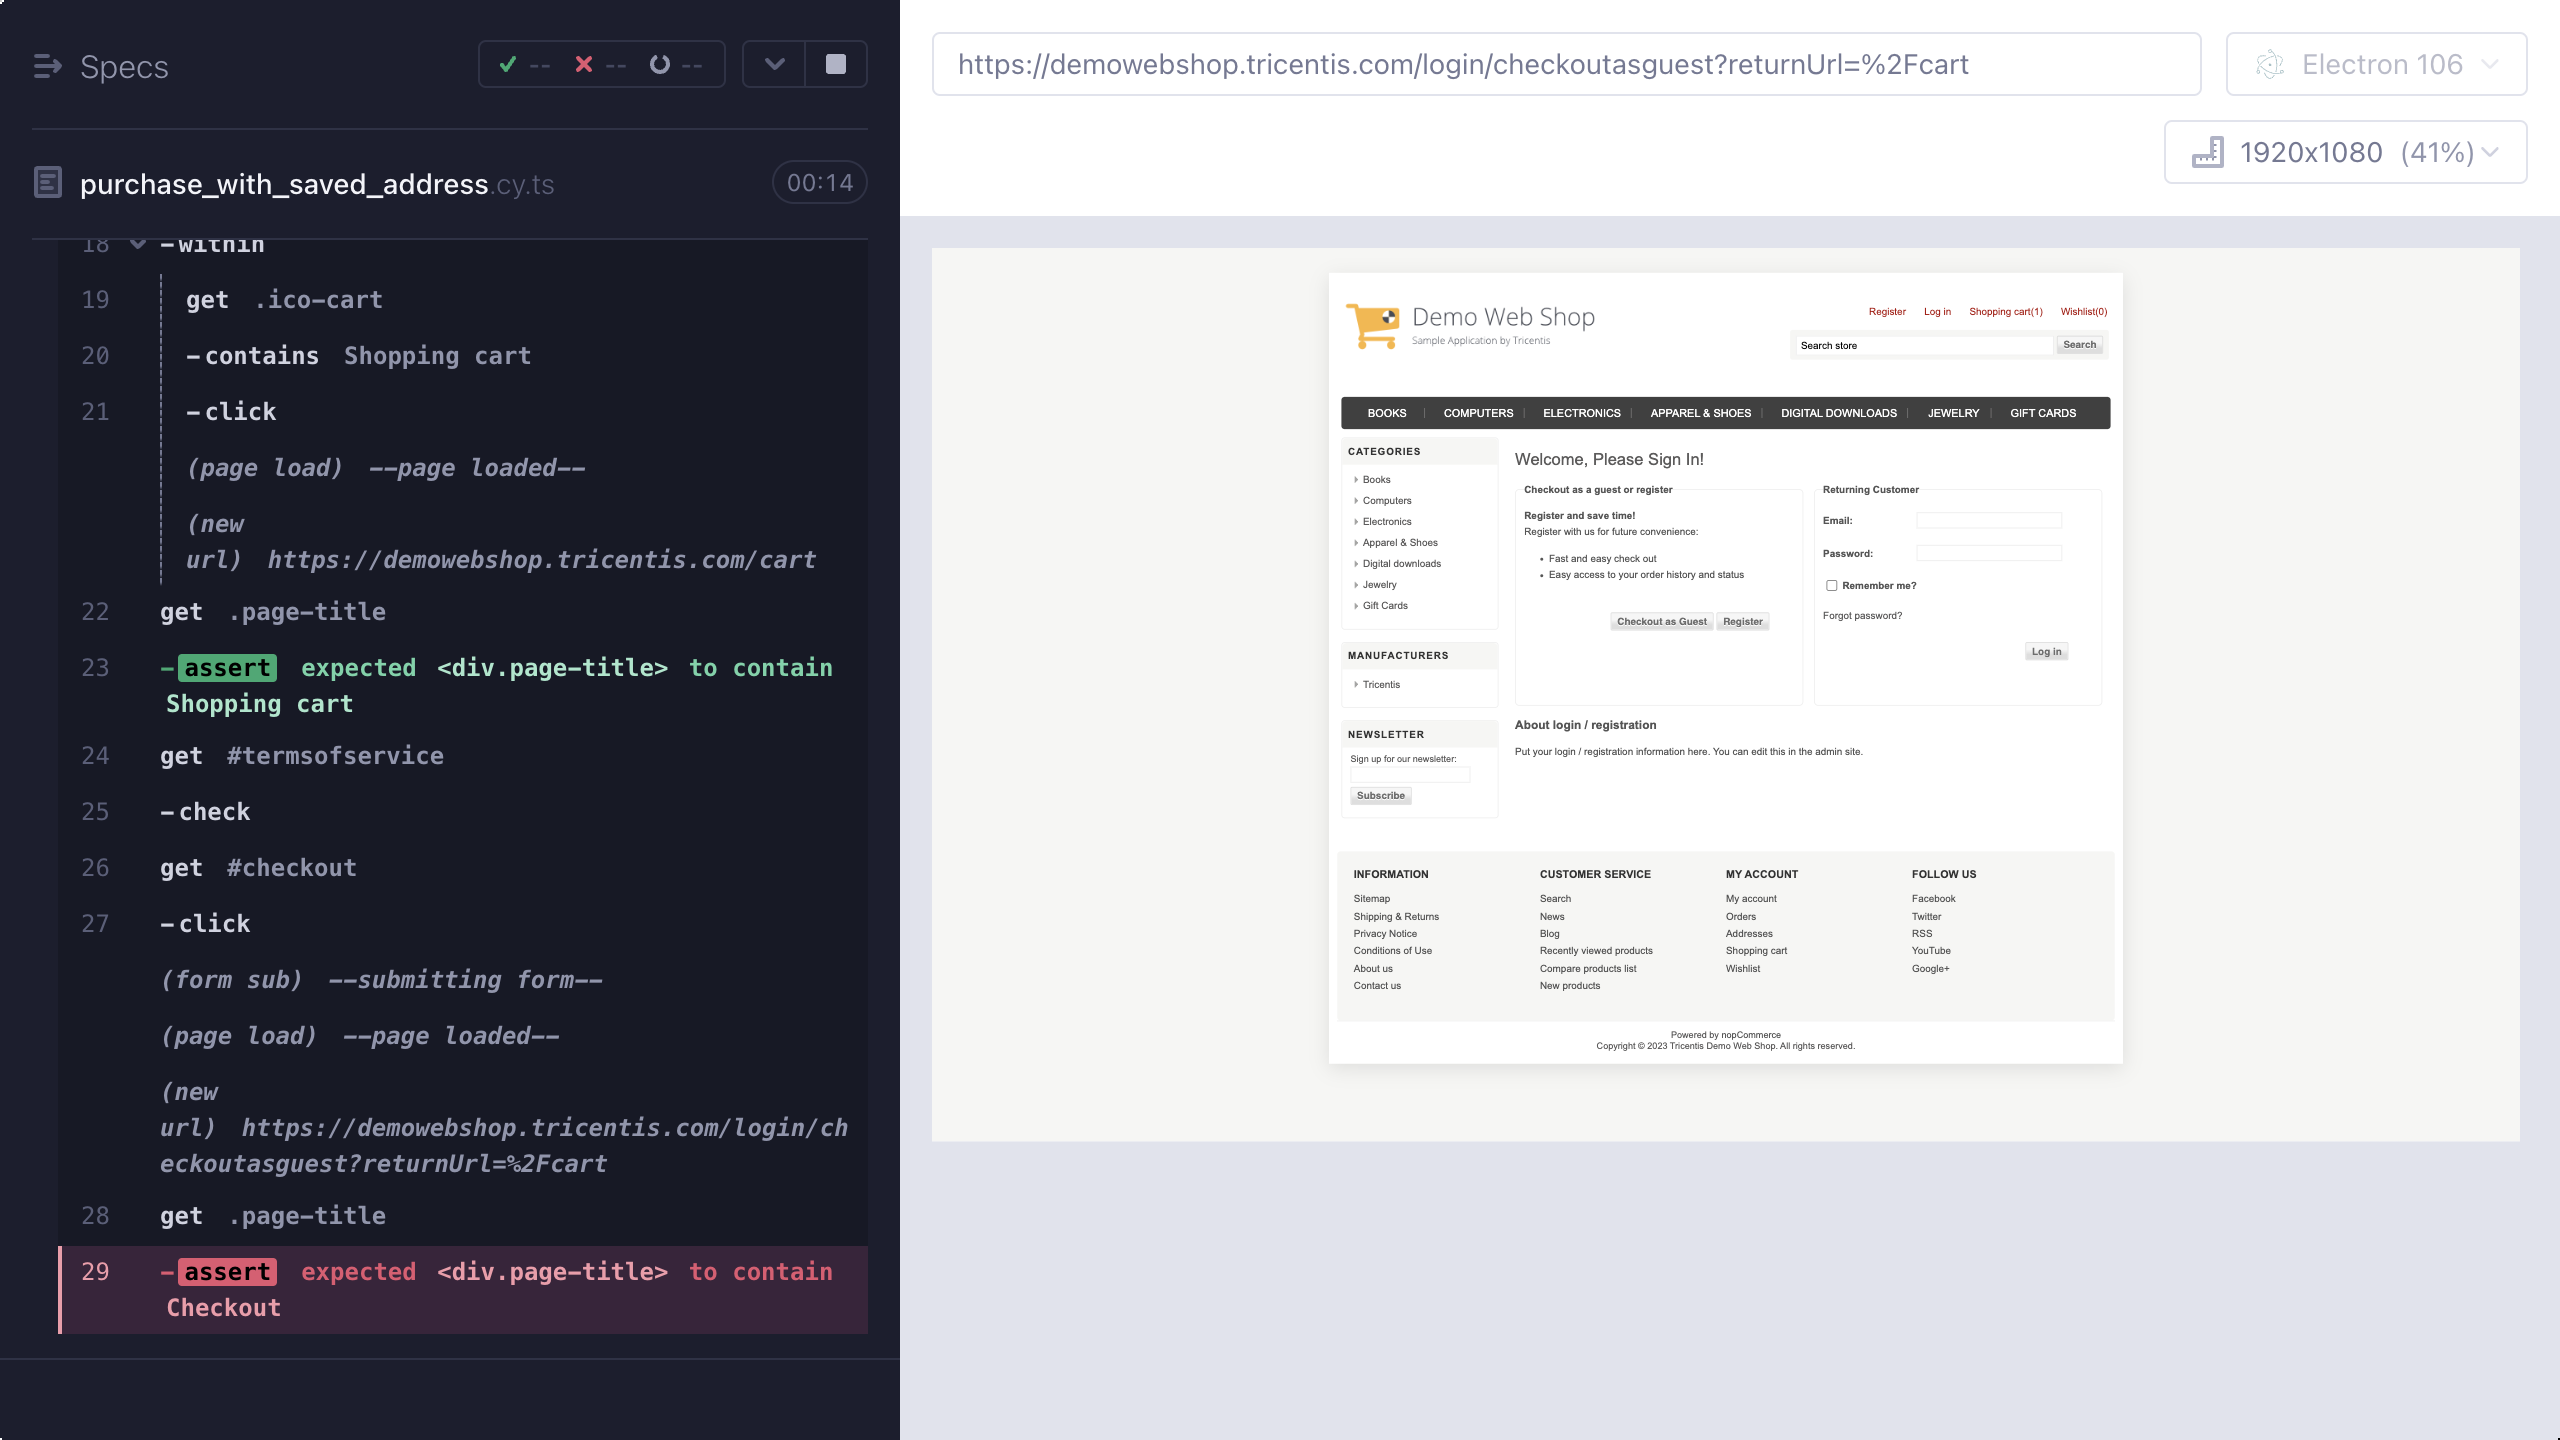 Specs
-- -- --
purchase_with_saved_address.cy.ts 00:14
18 -within
19 get .ico-cart
20 -contains Shopping cart
21 -click
(page load) --page loaded--
(new
url) https://demowebshop.tricentis.com/cart
22 get .page-title
23 -assert expected <div.page-title> to contain
Shopping cart
24 get #termsofservice
25 -check
26 get #checkout
27 -click
(form sub) --submitting form--
(page load) --page loaded--
(new
url) https://demowebshop.tricentis.com/login/ch
eckoutasguest?returnUrl=%2Fcart
28 get .page-title
29 -assert expected <div.page-title> to contain
Checkout
https://demowebshop.tricentis.com/login/checkoutasguest?returnUrl=%2Fcart
Electron 106
1920x1080 (41%)
Demo Web Shop
Sample Application by Tricentis
Register Log in Shopping cart(1) Wishlist(0)
Search store Search
BOOKS COMPUTERS ELECTRONICS APPAREL & SHOES DIGITAL DOWNLOADS JEWELRY GIFT CARDS
CATEGORIES
Books
Computers
Electronics
Apparel & Shoes
Digital downloads
Jewelry
Gift Cards
MANUFACTURERS
Tricentis
NEWSLETTER
Sign up for our newsletter:
Subscribe
Welcome, Please Sign In!
Checkout as a guest or register
Register and save time!
Register with us for future convenience:
• Fast and easy check out
• Easy access to your order history and status
Checkout as Guest Register
Returning Customer
Email:
Password:
Remember me?
Forgot password?
Log in
About login / registration
Put your login / registration information here. You can edit this in the admin site.
INFORMATION
Sitemap
Shipping & Returns
Privacy Notice
Conditions of Use
About us
Contact us
CUSTOMER SERVICE
Search
News
Blog
Recently viewed products
Compare products list
New products
MY ACCOUNT
My account
Orders
Addresses
Shopping cart
Wishlist
FOLLOW US
Facebook
Twitter
RSS
YouTube
Google+
Powered by nopCommerce
Copyright © 2023 Tricentis Demo Web Shop. All rights reserved.